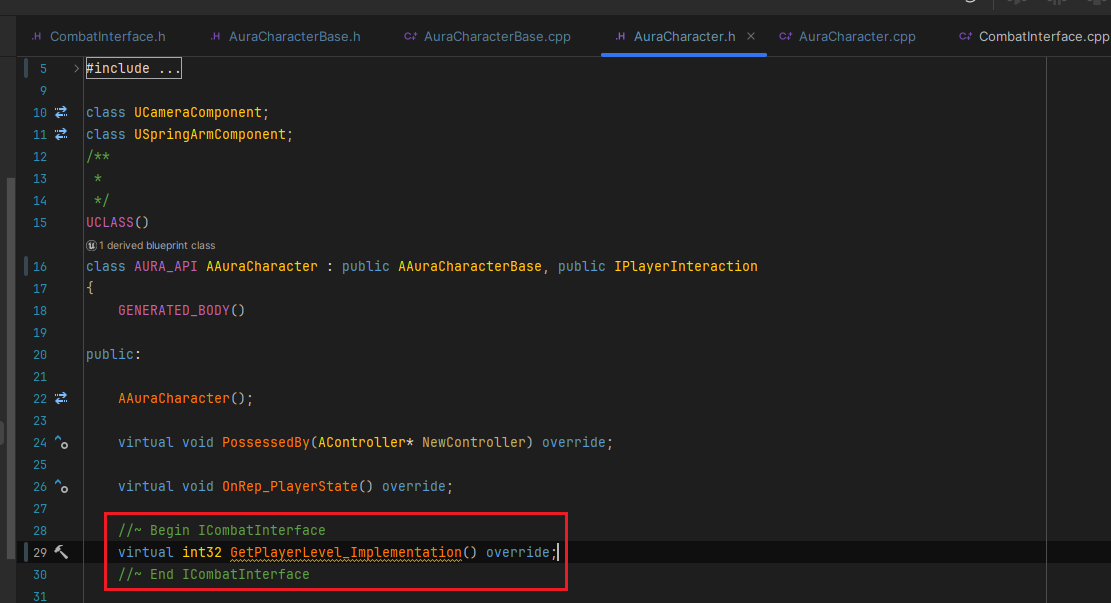 CombatInterface.h
AuraCharacterBase.h
AuraCharacterBase.cpp
AuraCharacter.h
AuraCharacter.cpp
CombatInterface.cpp
5 #include ...
9
10 class UCameraComponent;
11 class USpringArmComponent;
12 /**
13 *
14 */
15 UCLASS()
1 derived blueprint class
16 class AURA_API AAuraCharacter : public AAuraCharacterBase, public IPlayerInteraction
17 {
18 GENERATED_BODY()
19
20 public:
21
22 AAuraCharacter();
23
24 virtual void PossessedBy(AController* NewController) override;
25
26 virtual void OnRep_PlayerState() override;
27
28 //~ Begin ICombatInterface
29 virtual int32 GetPlayerLevel_Implementation() override;
30 //~ End ICombatInterface
31